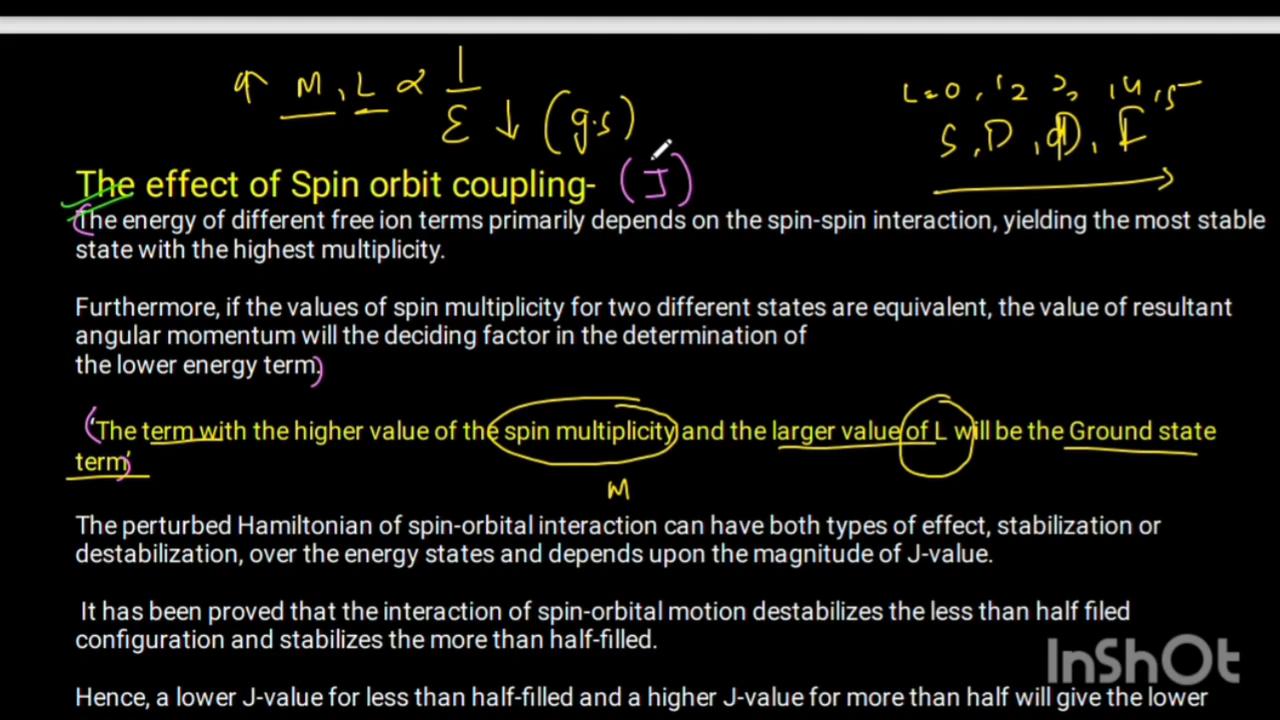 ↑ M, L ∝ 1/ε ↓ (g.s)
L=0, 1 2 3, 4, 5
S, D, D, F
The effect of Spin orbit coupling- (J)
The energy of different free ion terms primarily depends on the spin-spin interaction, yielding the most stable
state with the highest multiplicity.
Furthermore, if the values of spin multiplicity for two different states are equivalent, the value of resultant
angular momentum will the deciding factor in the determination of
the lower energy term.
'The term with the higher value of the spin multiplicity and the larger value of L will be the Ground state
term'
M
The perturbed Hamiltonian of spin-orbital interaction can have both types of effect, stabilization or
destabilization, over the energy states and depends upon the magnitude of J-value.
It has been proved that the interaction of spin-orbital motion destabilizes the less than half filed
configuration and stabilizes the more than half-filled.
Hence, a lower J-value for less than half-filled and a higher J-value for more than half will give the lower
InShOt